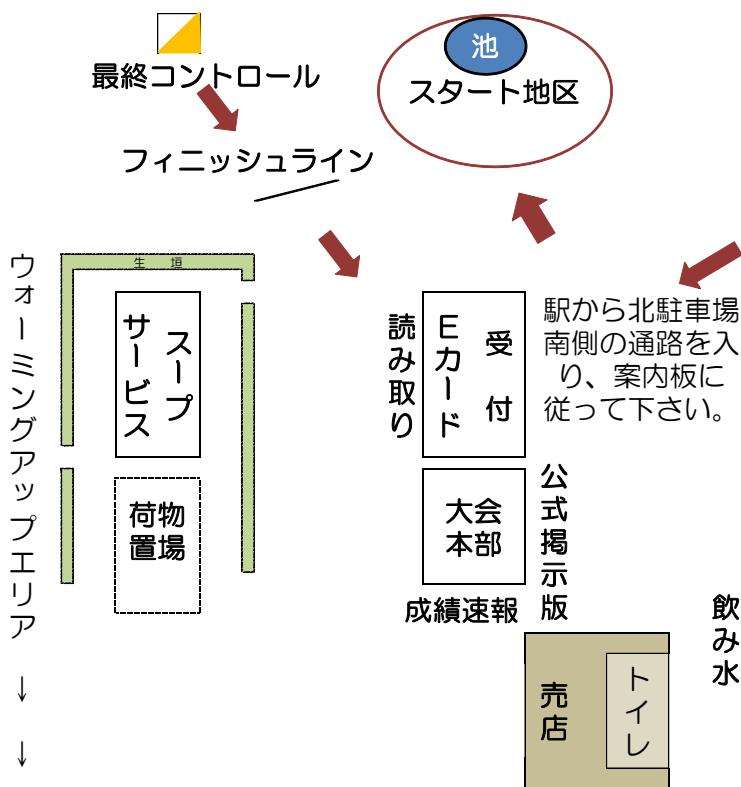 池
スタート地区
最終コントロール
フィニッシュライン
生 垣
ウォーミングアップエリア
↓
↓
スープ
サービス
荷物
置場
受 付
Eカード
読み取り
駅から北駐車場
南側の通路を入
り、案内板に
従って下さい。
大会
本部
公式掲示版
成績速報
飲み水
売店
トイレ